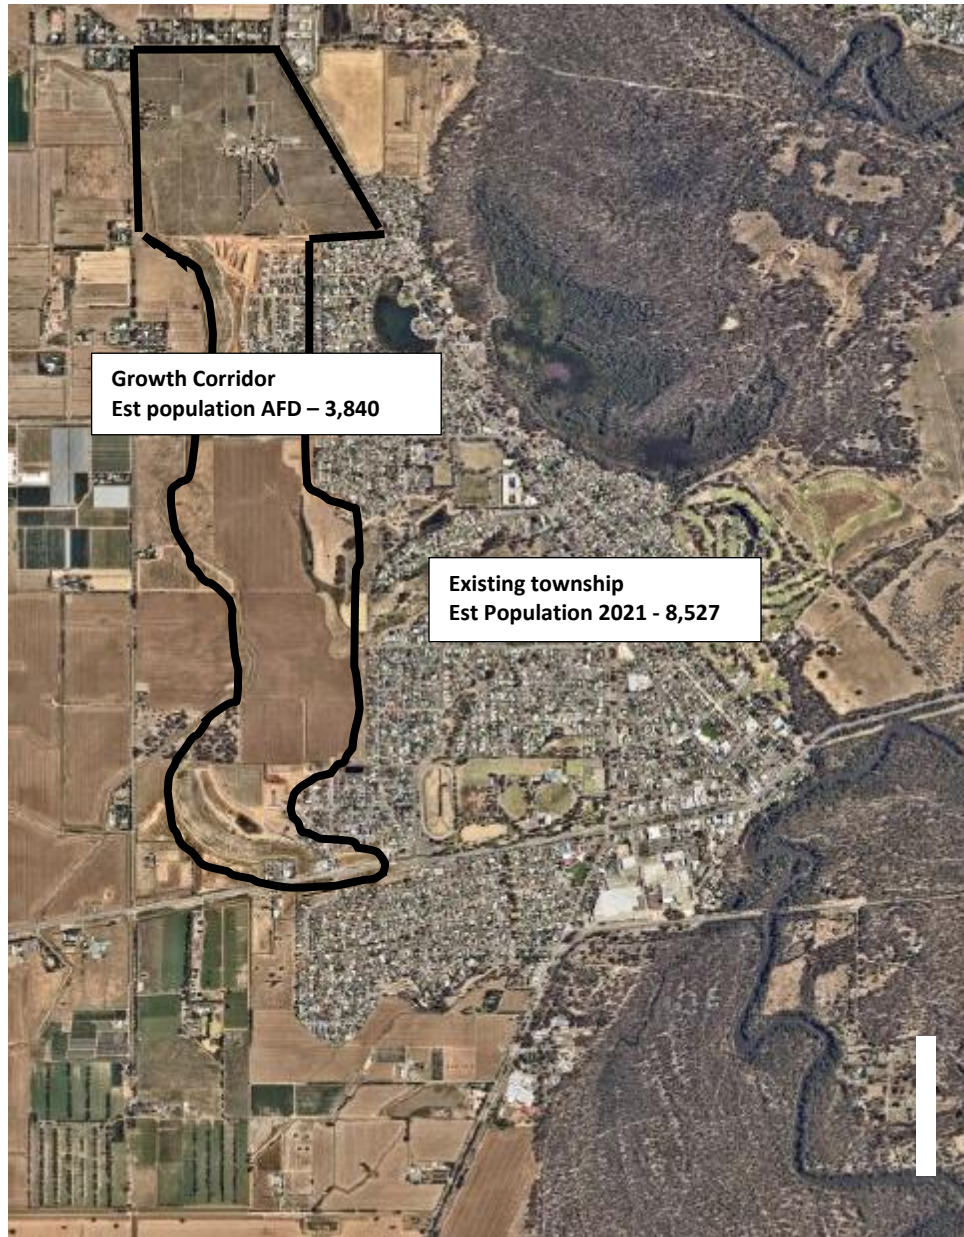 Growth Corridor
Est population AFD – 3,840
Existing township
Est Population 2021 - 8,527